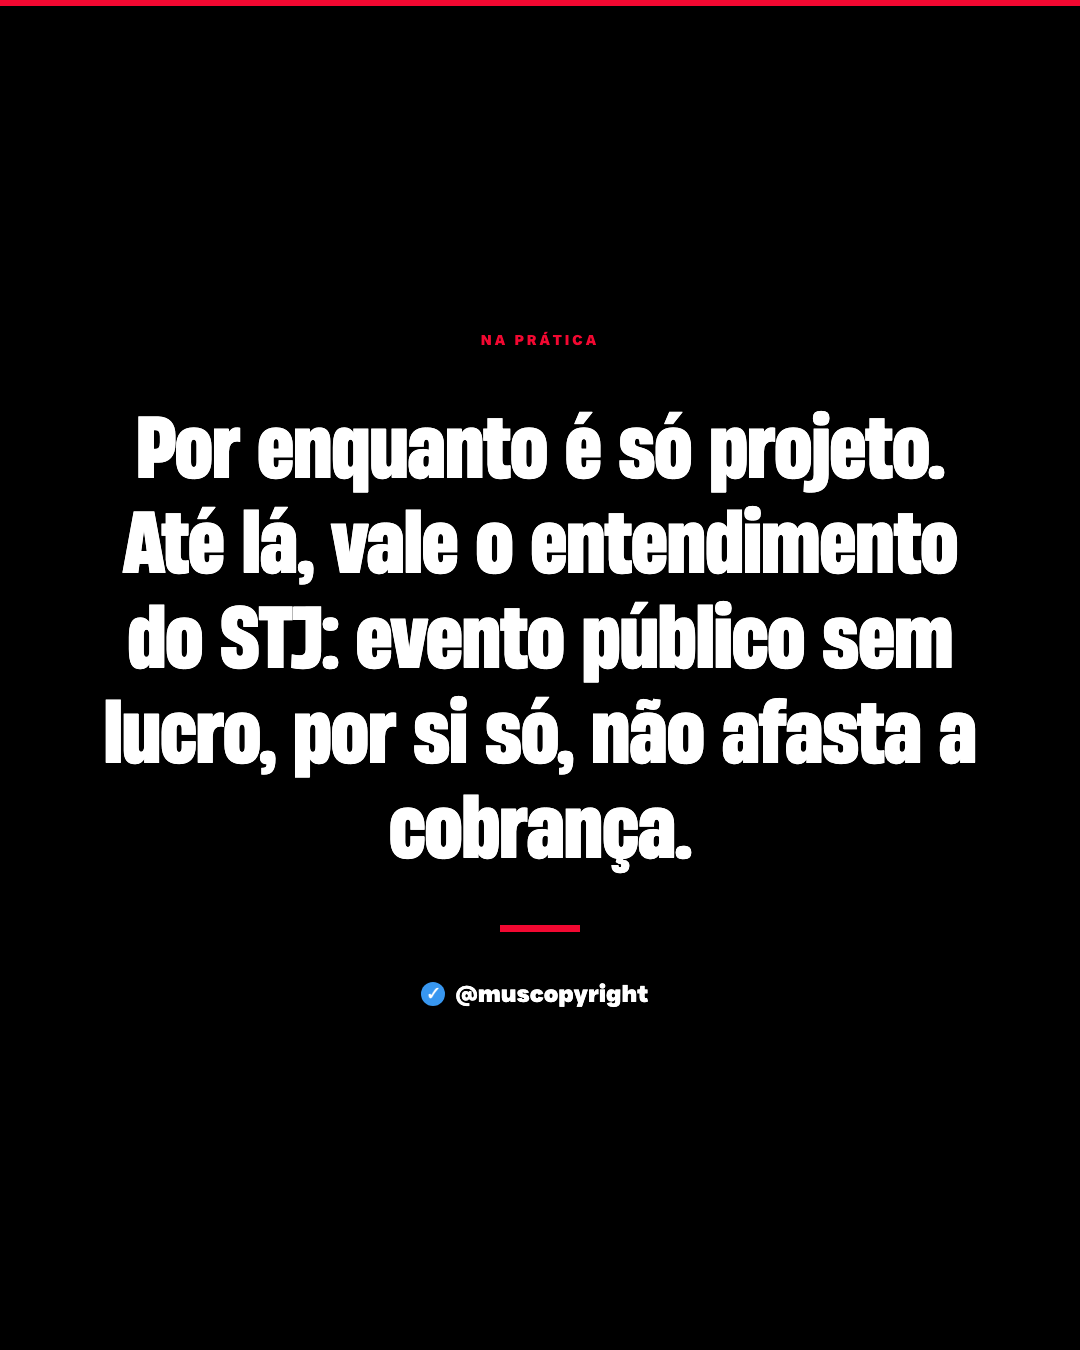 NA PRÁTICA
Por enquanto é só projeto.
Até lá, vale o entendimento
do STJ: evento público sem
lucro, por si só, não afasta a
cobrança.
✓ @muscopyright